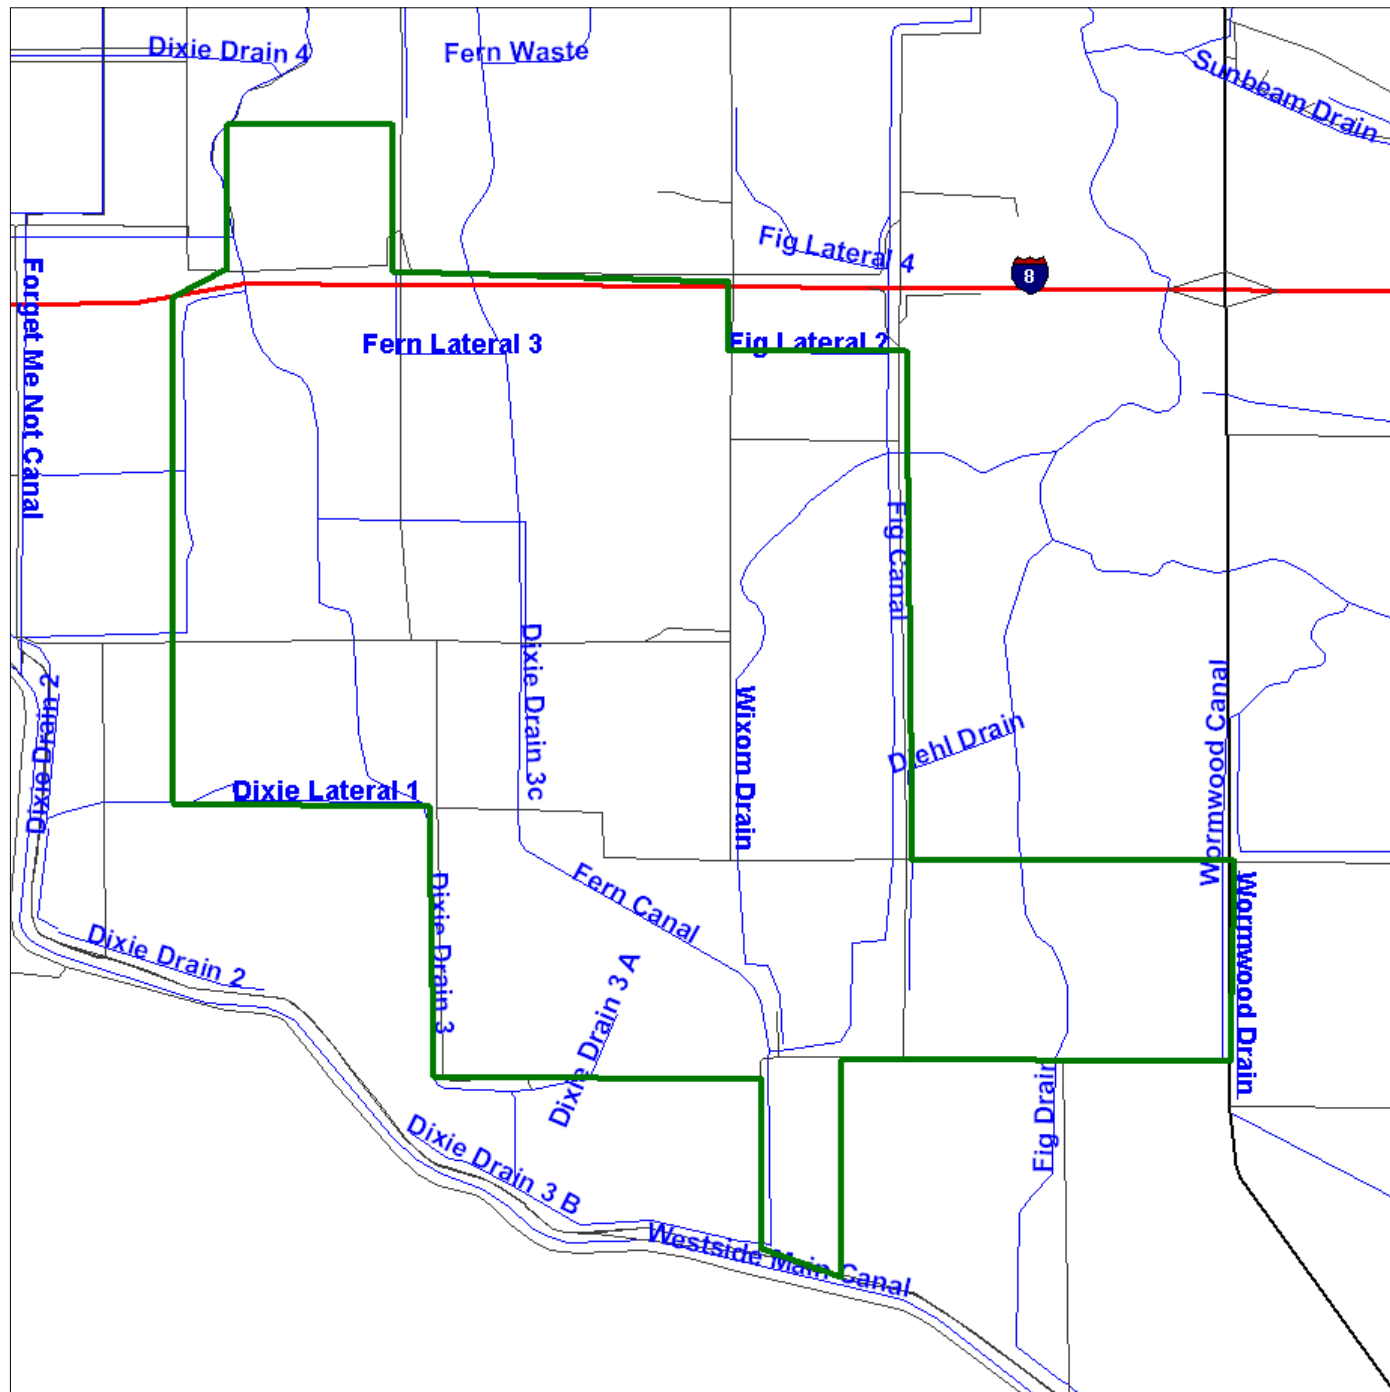 Dixie Drain 4
Fern Waste
Sunbeam Drain
Fig Lateral 4
8
Forget Me Not Canal
Fern Lateral 3
Fig Lateral 2
Fig Canal
Dixie Drain 3c
Dixie Drain 2
Wixom Drain
Diehl Drain
Wormwood Canal
Dixie Lateral 1
Dixie Drain 3
Fern Canal
Wormwood Drain
Dixie Drain 2
Dixie Drain 3 A
Fig Drain
Dixie Drain 3 B
Westside Main Canal